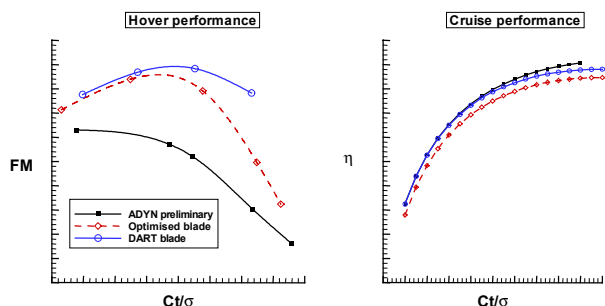 Hover performance
Cruise performance
FM
η
ADYN preliminary
Optimised blade
DART blade
Ct/σ
Ct/σ